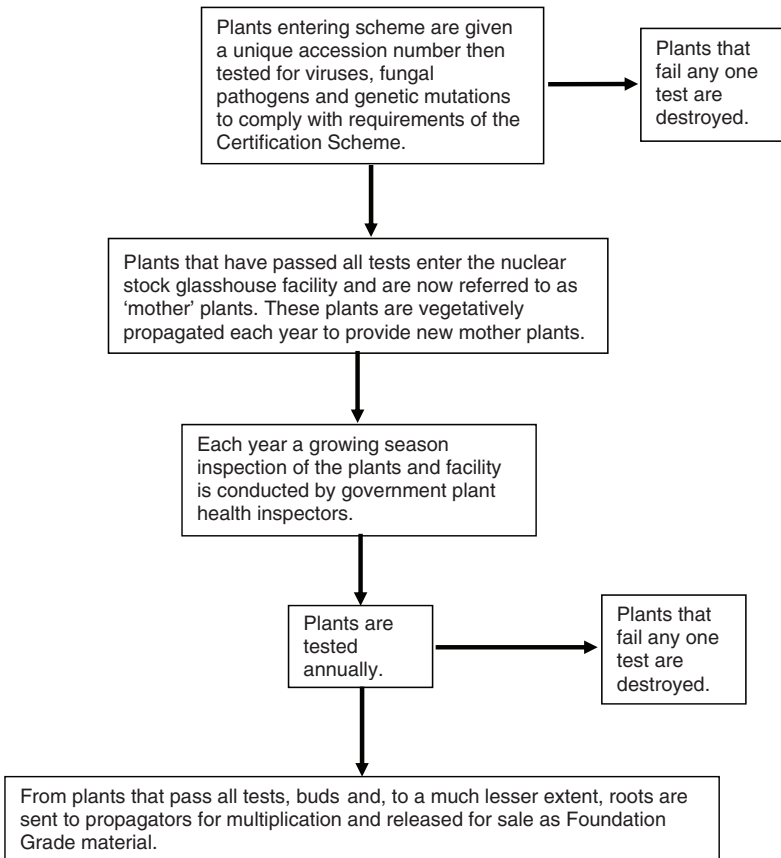 Plants entering scheme are given
a unique accession number then
tested for viruses, fungal
pathogens and genetic mutations
to comply with requirements of the
Certification Scheme.
Plants that
fail any one
test are
destroyed.
Plants that have passed all tests enter the nuclear
stock glasshouse facility and are now referred to as
‘mother’ plants. These plants are vegetatively
propagated each year to provide new mother plants.
Each year a growing season
inspection of the plants and facility
is conducted by government plant
health inspectors.
Plants are
tested
annually.
Plants that
fail any one
test are
destroyed.
From plants that pass all tests, buds and, to a much lesser extent, roots are
sent to propagators for multiplication and released for sale as Foundation
Grade material.